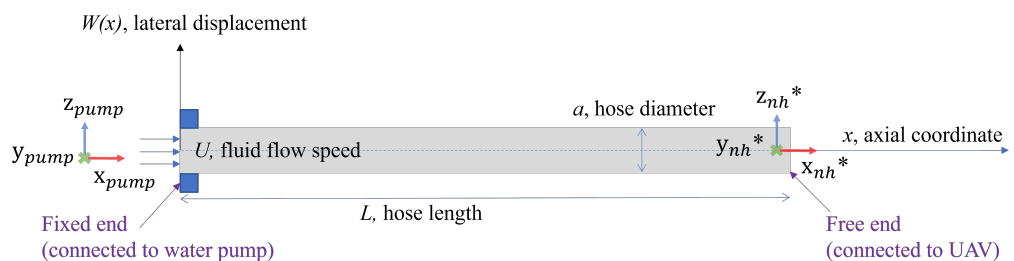 W(x), lateral displacement
z_pump
a, hose diameter
z_nh*
y_pump
U, fluid flow speed
y_nh*
x, axial coordinate
x_pump
x_nh*
L, hose length
Fixed end
(connected to water pump)
Free end
(connected to UAV)